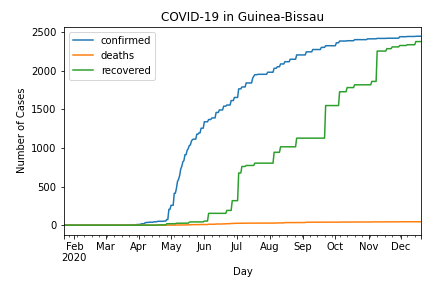 COVID-19 in Guinea-Bissau
confirmed
deaths
recovered
Number of Cases
2500
2000
1500
1000
500
0
Feb Mar Apr May Jun Jul Aug Sep Oct Nov Dec
2020
Day